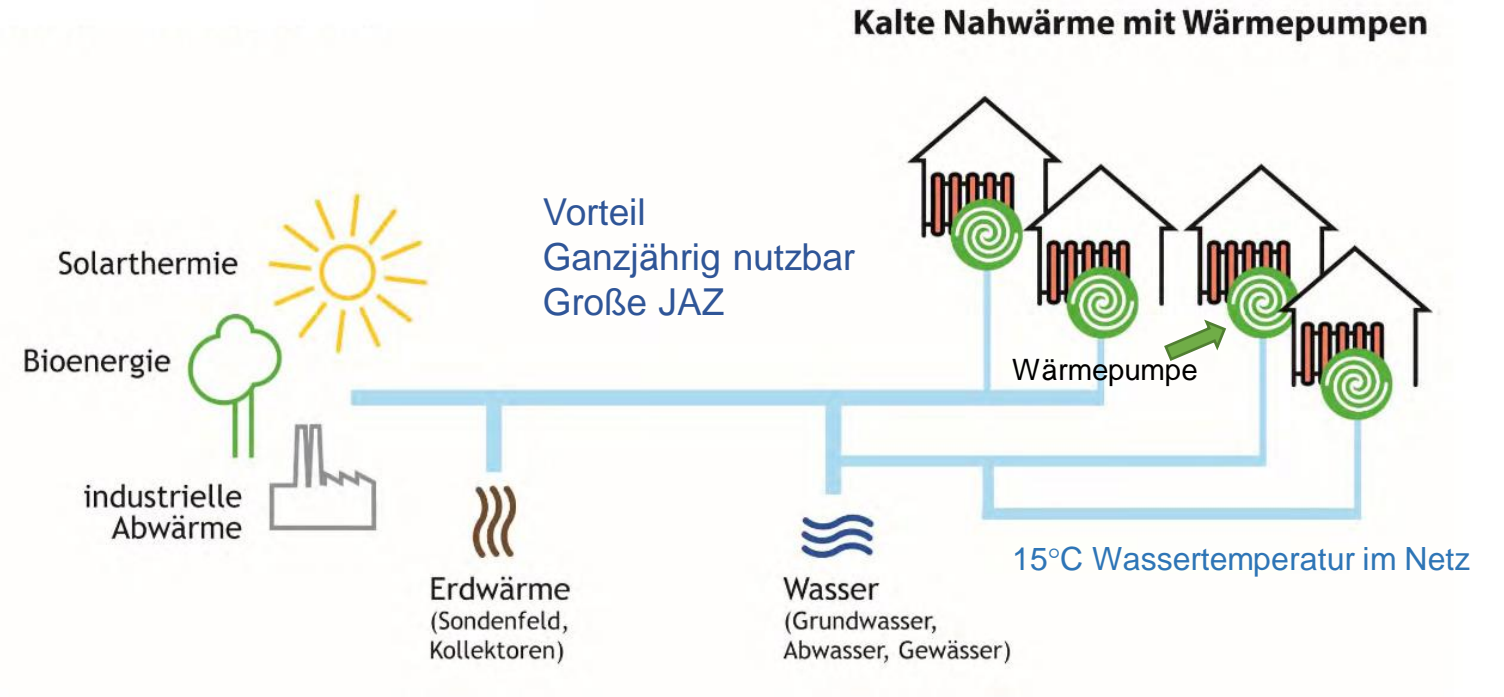 Kalte Nahwärme mit Wärmepumpen
Vorteil
Ganzjährig nutzbar
Große JAZ
Solarthermie
Bioenergie
industrielle
Abwärme
Wärmepumpe
Erdwärme
(Sondenfeld,
Kollektoren)
Wasser
(Grundwasser,
Abwasser, Gewässer)
15°C Wassertemperatur im Netz